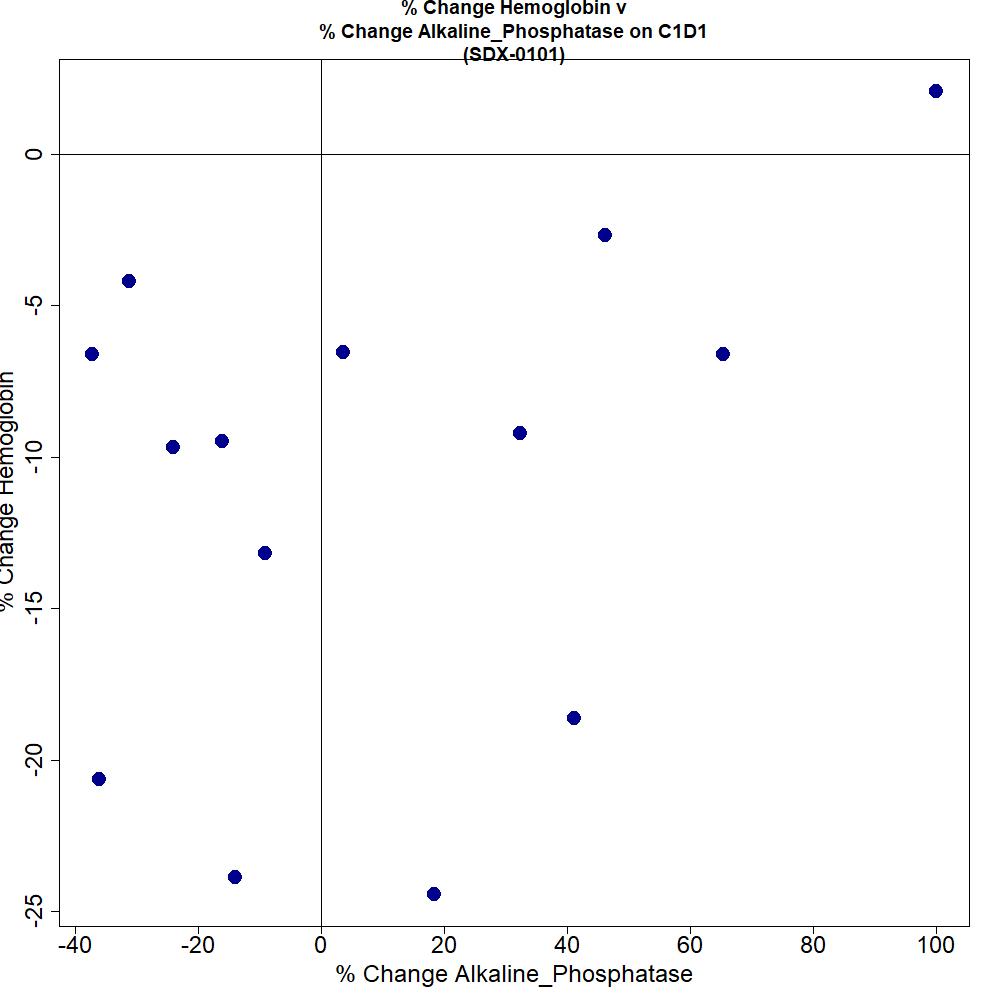 % Change Hemoglobin v
% Change Alkaline_Phosphatase on C1D1
(SDX-0101)
% Change Hemoglobin
0
-5
-10
-15
-20
-25
-40 -20 0 20 40 60 80 100
% Change Alkaline_Phosphatase